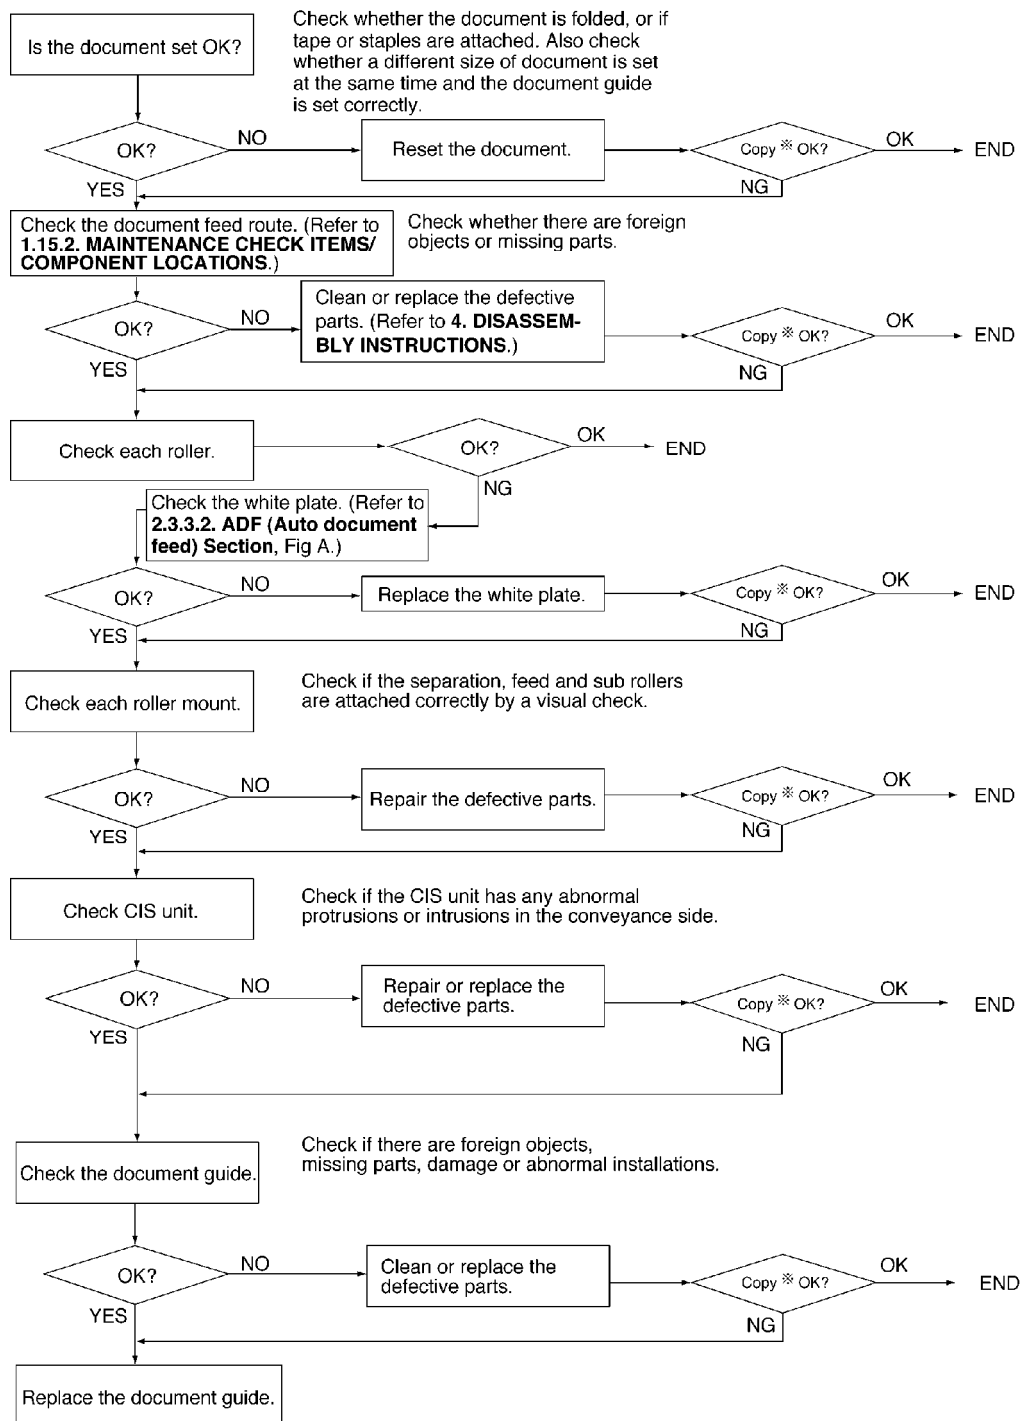 Is the document set OK?
Check whether the document is folded, or if
tape or staples are attached. Also check
whether a different size of document is set
at the same time and the document guide
is set correctly.
OK?
NO
Reset the document.
Copy ※ OK?
OK
END
YES
NG
Check the document feed route. (Refer to
1.15.2. MAINTENANCE CHECK ITEMS/
COMPONENT LOCATIONS.)
Check whether there are foreign
objects or missing parts.
OK?
NO
Clean or replace the defective
parts. (Refer to 4. DISASSEM-
BLY INSTRUCTIONS.)
Copy ※ OK?
OK
END
YES
NG
Check each roller.
OK?
OK
END
NG
Check the white plate. (Refer to
2.3.3.2. ADF (Auto document
feed) Section, Fig A.)
OK?
NO
Replace the white plate.
Copy ※ OK?
OK
END
YES
NG
Check each roller mount.
Check if the separation, feed and sub rollers
are attached correctly by a visual check.
OK?
NO
Repair the defective parts.
Copy ※ OK?
OK
END
YES
NG
Check CIS unit.
Check if the CIS unit has any abnormal
protrusions or intrusions in the conveyance side.
OK?
NO
Repair or replace the
defective parts.
Copy ※ OK?
OK
END
YES
NG
Check the document guide.
Check if there are foreign objects,
missing parts, damage or abnormal installations.
OK?
NO
Clean or replace the
defective parts.
Copy ※ OK?
OK
END
YES
NG
Replace the document guide.